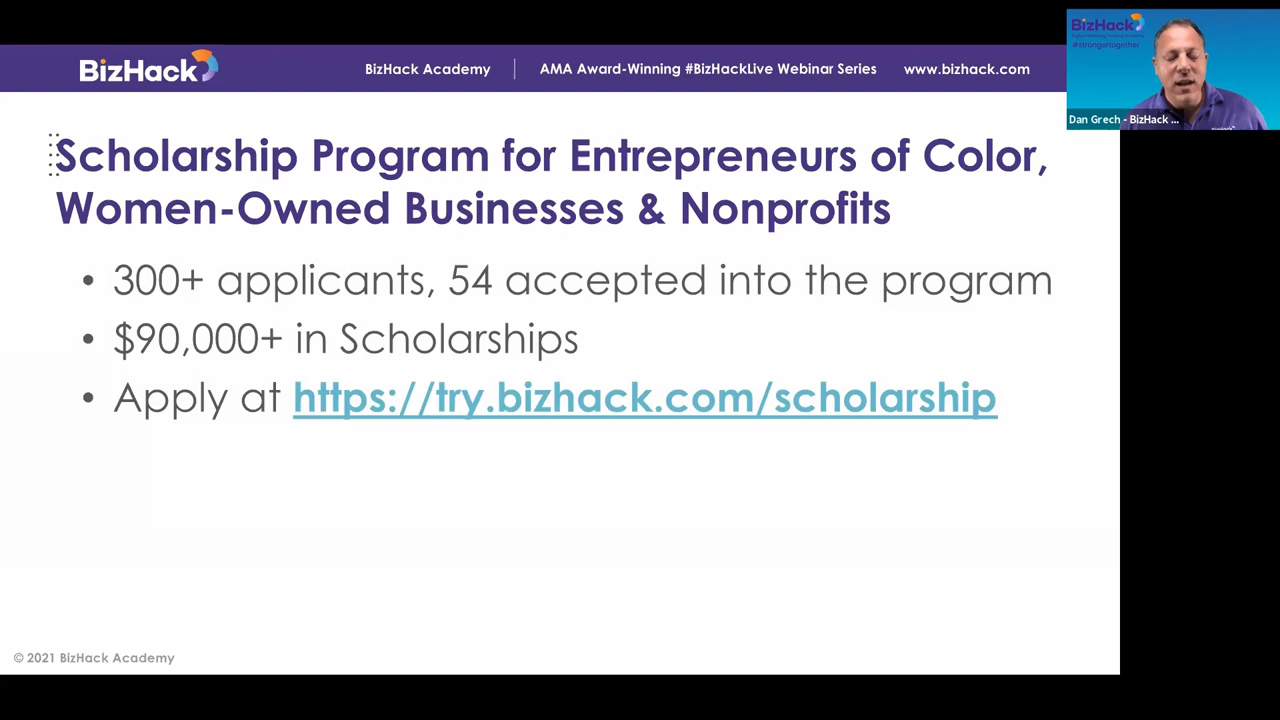 BizHack
BizHack Academy | AMA Award-Winning #BizHackLive Webinar Series www.bizhack.com
Scholarship Program for Entrepreneurs of Color,
Women-Owned Businesses & Nonprofits
• 300+ applicants, 54 accepted into the program
• $90,000+ in Scholarships
• Apply at https://try.bizhack.com/scholarship
© 2021 BizHack Academy
BizHack
#strongertogether
Dan Grech - BizHack ...